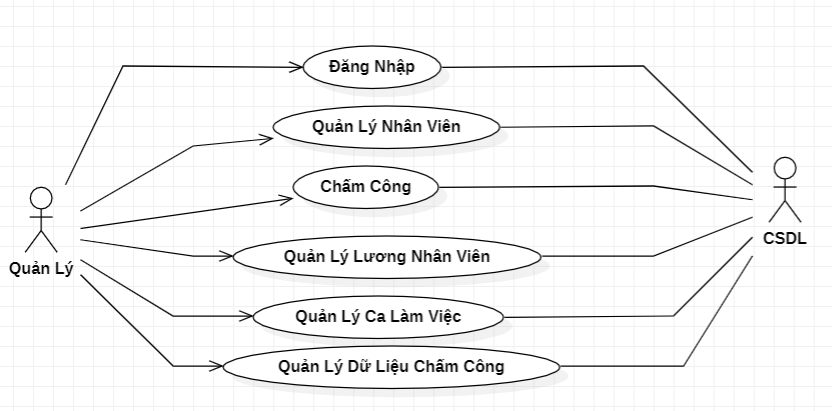 Đăng Nhập
Quản Lý Nhân Viên
Chấm Công
Quản Lý Lương Nhân Viên
Quản Lý Ca Làm Việc
Quản Lý Dữ Liệu Chấm Công
Quản Lý
CSDL